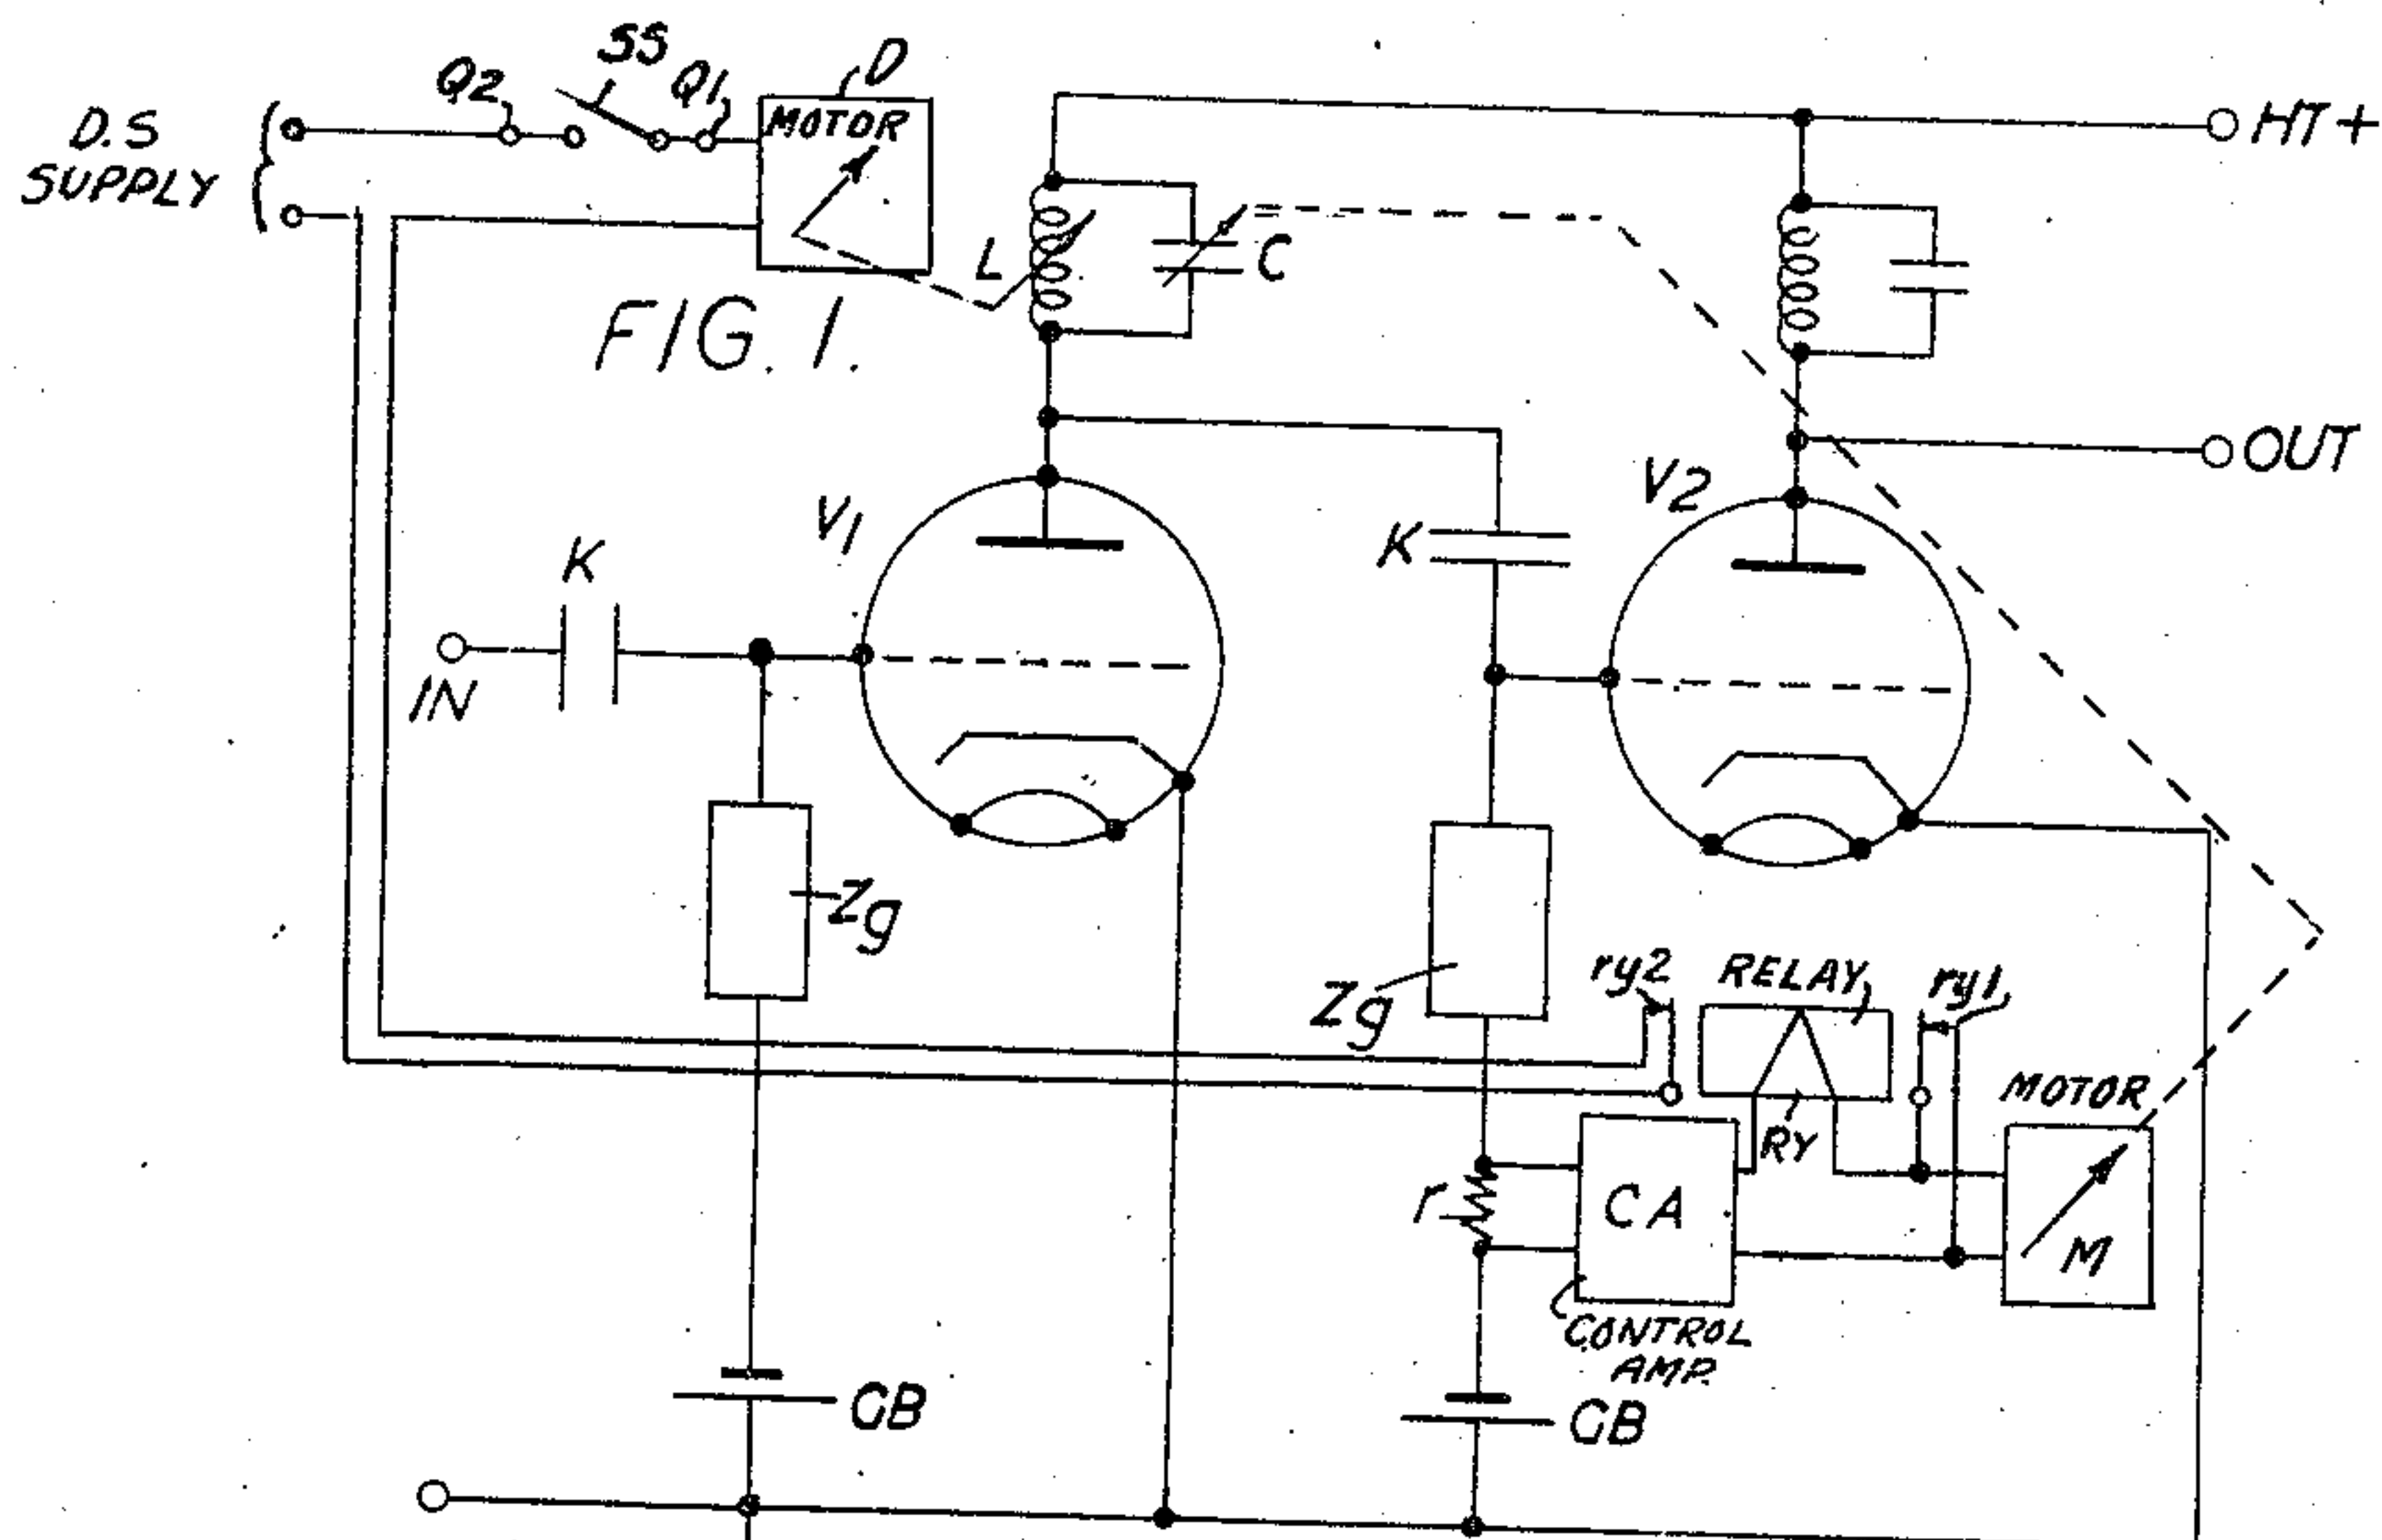 D.S
SUPPLY
Q2
SS
Q1
D
MOTOR
HT+
L
C
FIG. 1.
OUT
V1
V2
K
K
IN
Zg
Zg
ry2
RELAY
ry1
MOTOR
RY
r
CA
M
CONTROL
AMP.
GB
GB